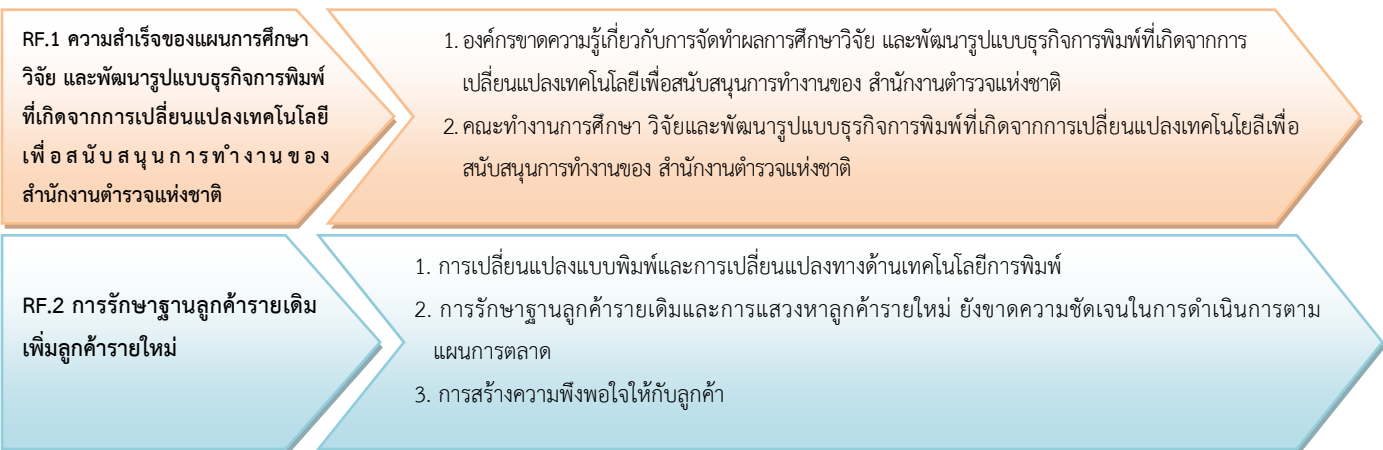 RF.1 ความสำเร็จของแผนการศึกษา
วิจัย และพัฒนารูปแบบธุรกิจการพิมพ์
ที่เกิดจากการเปลี่ยนแปลงเทคโนโลยี
เพื่อสนับสนุนการทำงานของ
สำนักงานตำรวจแห่งชาติ
1. องค์กรขาดความรู้เกี่ยวกับการจัดทำผลการศึกษาวิจัย และพัฒนารูปแบบธุรกิจการพิมพ์ที่เกิดจากการ
เปลี่ยนแปลงเทคโนโลยีเพื่อสนับสนุนการทำงานของ สำนักงานตำรวจแห่งชาติ
2. คณะทำงานการศึกษา วิจัยและพัฒนารูปแบบธุรกิจการพิมพ์ที่เกิดจากการเปลี่ยนแปลงเทคโนโยลีเพื่อ
สนับสนุนการทำงานของ สำนักงานตำรวจแห่งชาติ
RF.2 การรักษาฐานลูกค้ารายเดิม
เพิ่มลูกค้ารายใหม่
1. การเปลี่ยนแปลงแบบพิมพ์และการเปลี่ยนแปลงทางด้านเทคโนโลยีการพิมพ์
2. การรักษาฐานลูกค้ารายเดิมและการแสวงหาลูกค้ารายใหม่ ยังขาดความชัดเจนในการดำเนินการตาม
แผนการตลาด
3. การสร้างความพึงพอใจให้กับลูกค้า